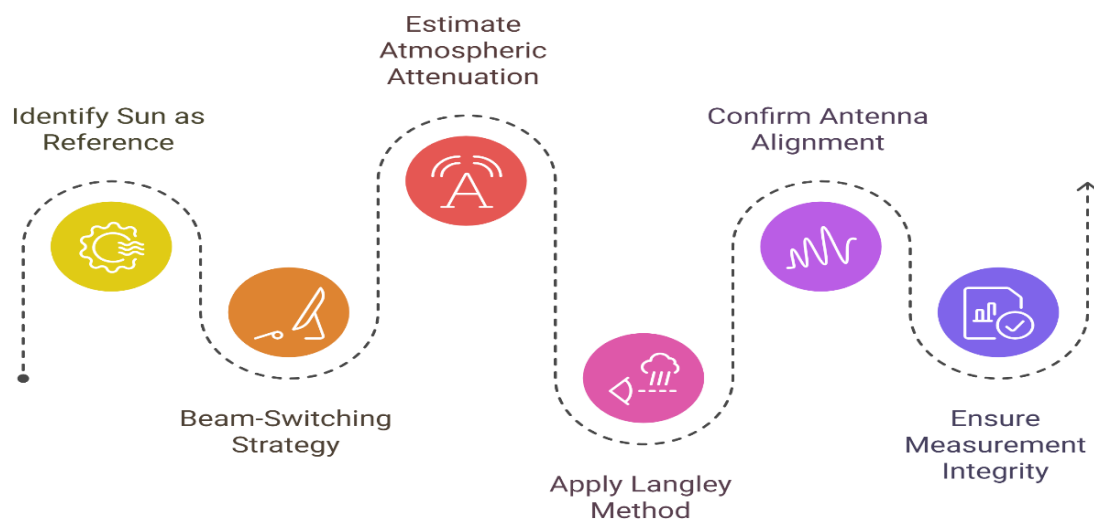 Identify Sun as
Reference
Beam-Switching
Strategy
Estimate
Atmospheric
Attenuation
Apply Langley
Method
Confirm Antenna
Alignment
Ensure
Measurement
Integrity